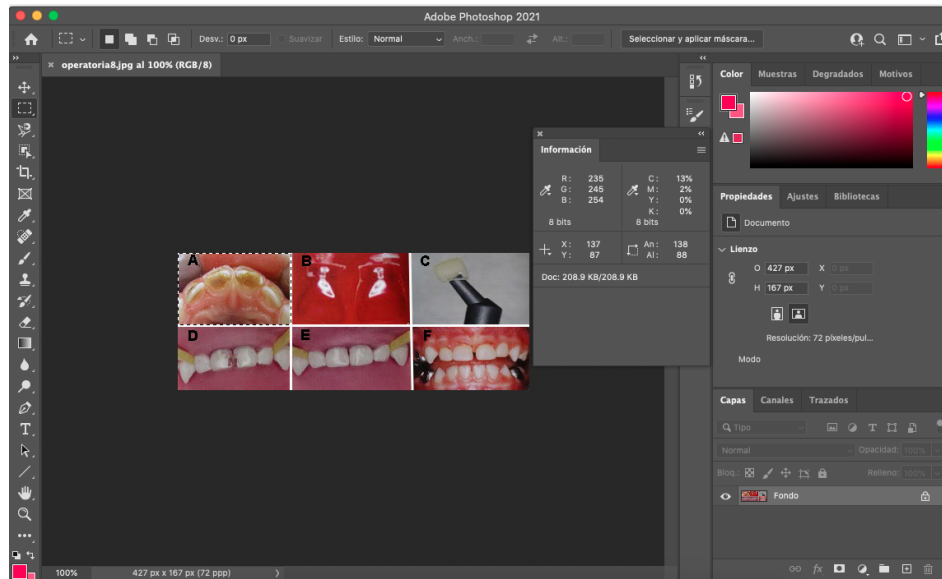 Adobe Photoshop 2021
Desv.: 0 px Suavizar Estilo: Normal Anch.: Alt.: Seleccionar y aplicar máscara...
operatoria8.jpg al 100% (RGB/8)
Color Muestras Degradados Motivos
Información
R: 235 C: 13%
G: 245 M: 2%
B: 254 Y: 0%
K: 0%
8 bits 8 bits
X: 137 An: 138
Y: 87 Al: 88
Doc: 208.9 KB/208.9 KB
Propiedades Ajustes Bibliotecas
Documento
Lienzo
O 427 px X 0 px
H 167 px Y 0 px
Resolución: 72 píxeles/pul...
Modo
A B C
D E F
Capas Canales Trazados
Tipo
Normal Opacidad: 100%
Bloq.: Relleno: 100%
Fondo
fx
100% 427 px x 167 px (72 ppp)